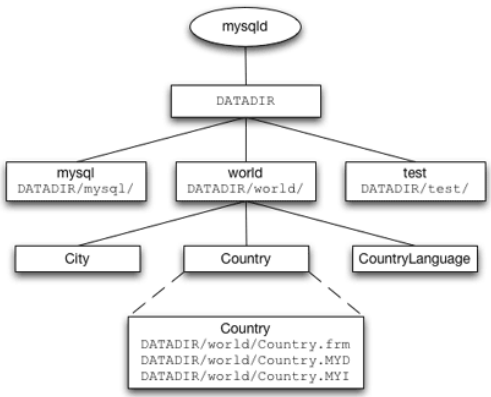 mysqld
DATADIR
mysql
DATADIR/mysql/
world
DATADIR/world/
test
DATADIR/test/
City
Country
CountryLanguage
Country
DATADIR/world/Country.frm
DATADIR/world/Country.MYD
DATADIR/world/Country.MYI